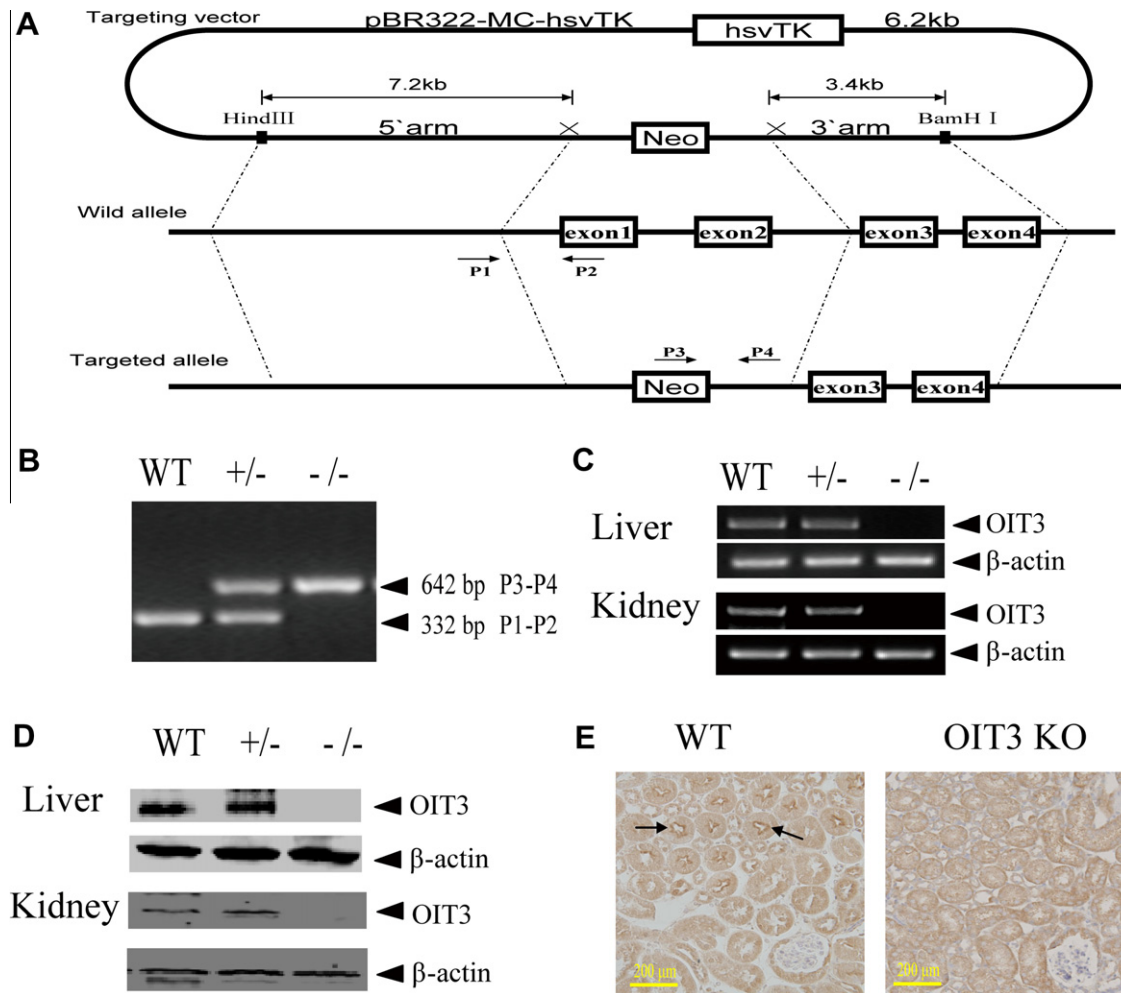 A
Targeting vector
pBR322-MC-hsvTK
hsvTK
6.2kb
7.2kb
3.4kb
HindIII
5`arm
Neo
3`arm
BamH I
Wild allele
exon1
exon2
exon3
exon4
P1
P2
Targeted allele
P3
P4
Neo
exon3
exon4
B
WT
+/-
- /-
642 bp P3-P4
332 bp P1-P2
C
WT
+/-
- /-
Liver
OIT3
β-actin
Kidney
OIT3
β-actin
D
WT
+/-
- /-
Liver
OIT3
β-actin
Kidney
OIT3
β-actin
E
WT
OIT3 KO
200 μm
200 μm